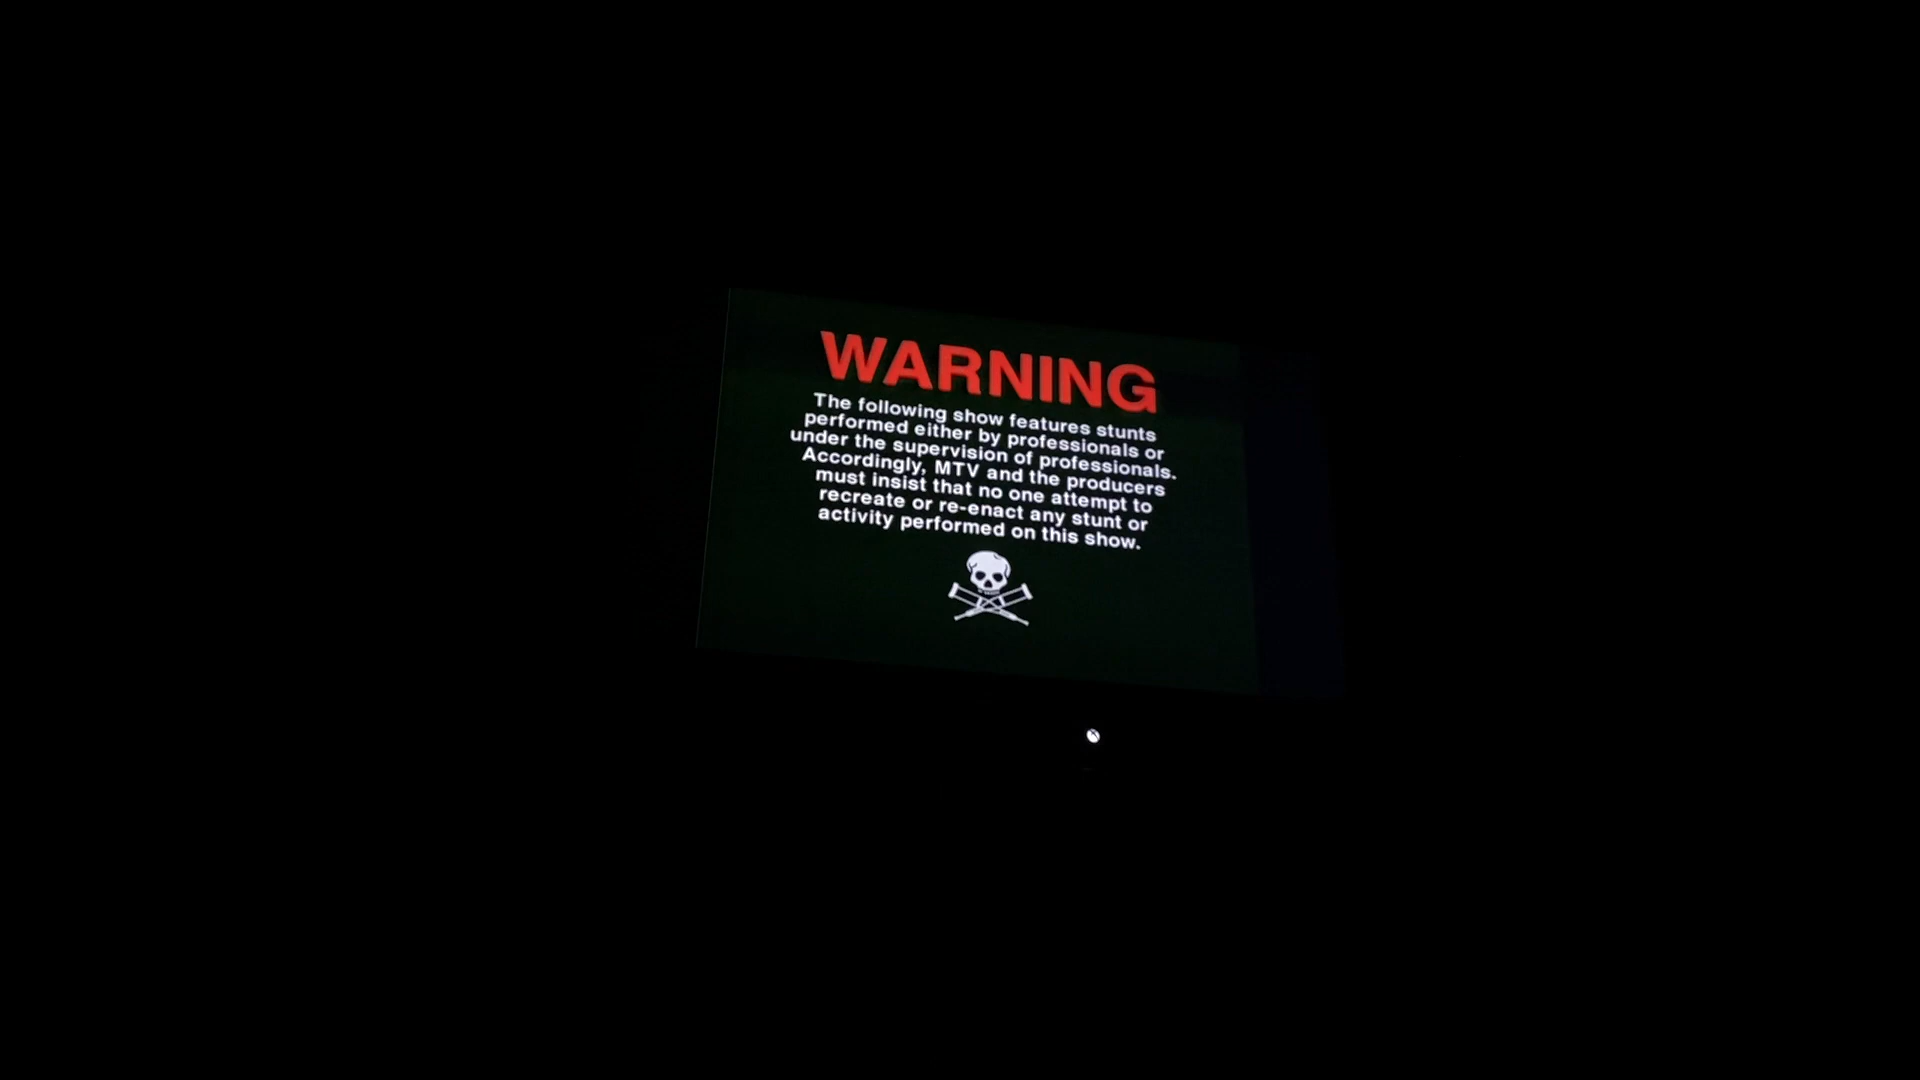 WARNING
The following show features stunts
performed either by professionals or
under the supervision of professionals.
Accordingly, MTV and the producers
must insist that no one attempt to
recreate or re-enact any stunt or
activity performed on this show.